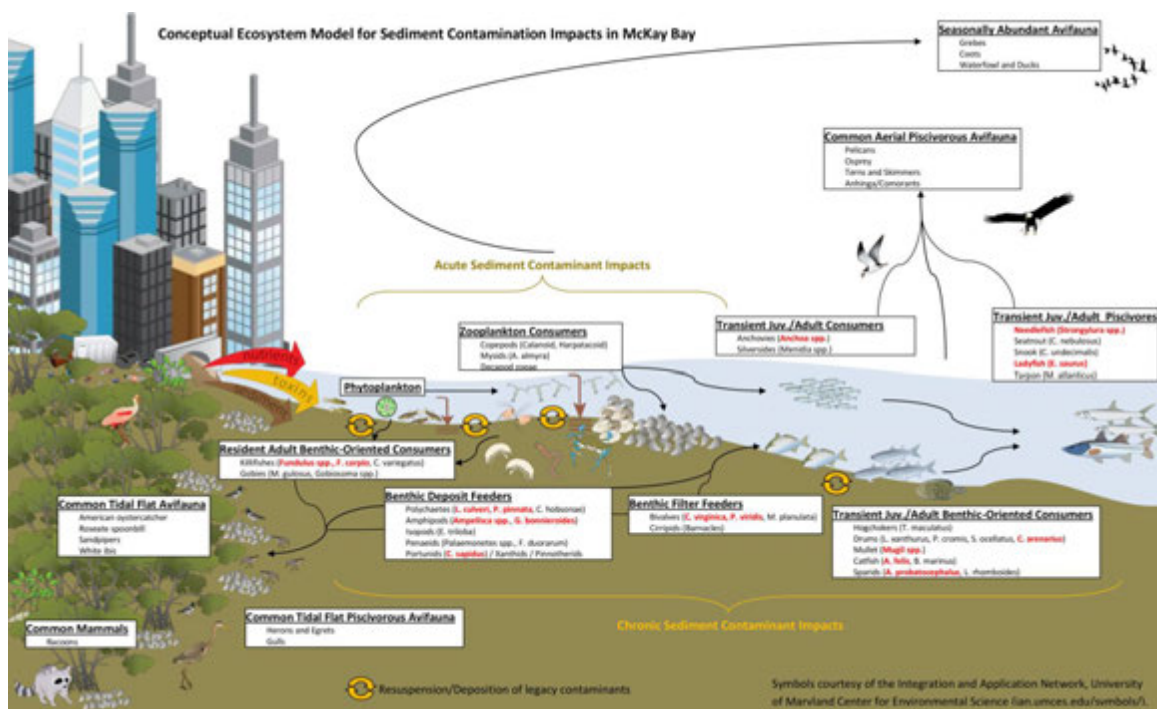 Conceptual Ecosystem Model for Sediment Contamination Impacts in McKay Bay
Seasonally Abundant Avifauna
Grebes
Coots
Waterfowl and Ducks
Common Aerial Piscivorous Avifauna
Pelicans
Osprey
Terns and Skimmers
Anhinga/Comorants
Acute Sediment Contaminant Impacts
Zooplankton Consumers
Copepods (Calanoid, Harpatacoid)
Mysids (A. almyra)
Decapod zoeae
Transient Juv./Adult Consumers
Anchovies (Anchoa spp.)
Silversides (Menidia spp.)
Transient Juv./Adult Piscivores
Needlefish (Strongylura spp.)
Seatrout (C. nebulosus)
Snook (C. undecimalis)
Ladyfish (E. saurus)
Tarpon (M. atlanticus)
nutrients
toxins
Phytoplankton
Resident Adult Benthic-Oriented Consumers
Killifishes (Fundulus spp., F. carpio, C. variegatus)
Gobies (M. gulosus, Gobiosoma spp.)
Common Tidal Flat Avifauna
American oystercatcher
Roseate spoonbill
Sandpipers
White ibis
Benthic Deposit Feeders
Polychaetes (L. culveri, P. pinnata, C. hobsonae)
Amphipods (Ampelisca spp., G. bonnieroides)
Isopods (E. triloba)
Penaeids (Palaemonetes spp., F. duorarum)
Portunids (C. sapidus) / Xanthids / Pinnotherids
Benthic Filter Feeders
Bivalves (C. virginica, P. viridis, M. planulata)
Cirripids (Barnacles)
Transient Juv./Adult Benthic-Oriented Consumers
Hogchokers (T. maculatus)
Drums (L. xanthurus, P. cromis, S. ocellatus, C. arenarius)
Mullet (Mugil spp.)
Catfish (A. felis, B. marinus)
Sparids (A. probatocephalus, L. rhomboides)
Common Mammals
Racoons
Common Tidal Flat Piscivorous Avifauna
Herons and Egrets
Gulls
Chronic Sediment Contaminant Impacts
Resuspension/Deposition of legacy contaminants
Symbols courtesy of the Integration and Application Network, University
of Maryland Center for Environmental Science (ian.umces.edu/symbols/).